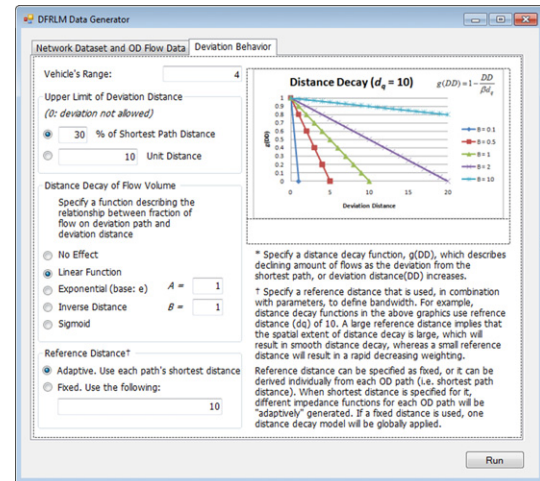 DFRLM Data Generator
Network Dataset and OD Flow Data
Deviation Behavior
Vehicle's Range:
4
Upper Limit of Deviation Distance
(0: deviation not allowed)
30 % of Shortest Path Distance
10 Unit Distance
Distance Decay of Flow Volume
Specify a function describing the
relationship between fraction of
flow on deviation path and
deviation distance
No Effect
Linear Function
Exponential (base: e)
A = 1
Inverse Distance
B = 1
Sigmoid
Reference Distance†
Adaptive. Use each path's shortest distance
Fixed. Use the following:
10
Distance Decay (dq = 10)
g(DD)=1-DD/βdq
g(DD)
1
0.9
0.8
0.7
0.6
0.5
0.4
0.3
0.2
0.1
0
0 5 10 15 20
Deviation Distance
B = 0.1
B = 0.5
B = 1
B = 2
B = 10
* Specify a distance decay function, g(DD), which describes
declining amount of flows as the deviation from the
shortest path, or deviation distance(DD) increases.
† Specify a reference distance that is used, in combination
with parameters, to define bandwidth. For example,
distance decay functions in the above graphics use refrence
distance (dq) of 10. A large reference distance implies that
the spatial extent of distance decay is large, which will
result in smooth distance decay, whereas a small reference
distance will result in a rapid decreasing weighting.
Reference distance can be specified as fixed, or it can be
derived individually from each OD path (i.e. shortest path
distance). When shortest distance is specified for it,
different impedance functions for each OD path will be
"adaptively" generated. If a fixed distance is used, one
distance decay model will be globally applied.
Run